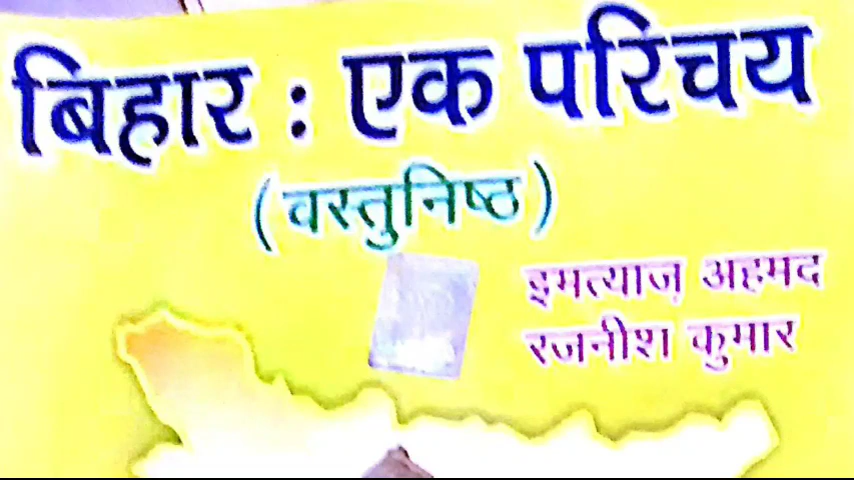 बिहार : एक परिचय
(वस्तुनिष्ठ)
इमत्याज़ अहमद
रजनीश कुमार